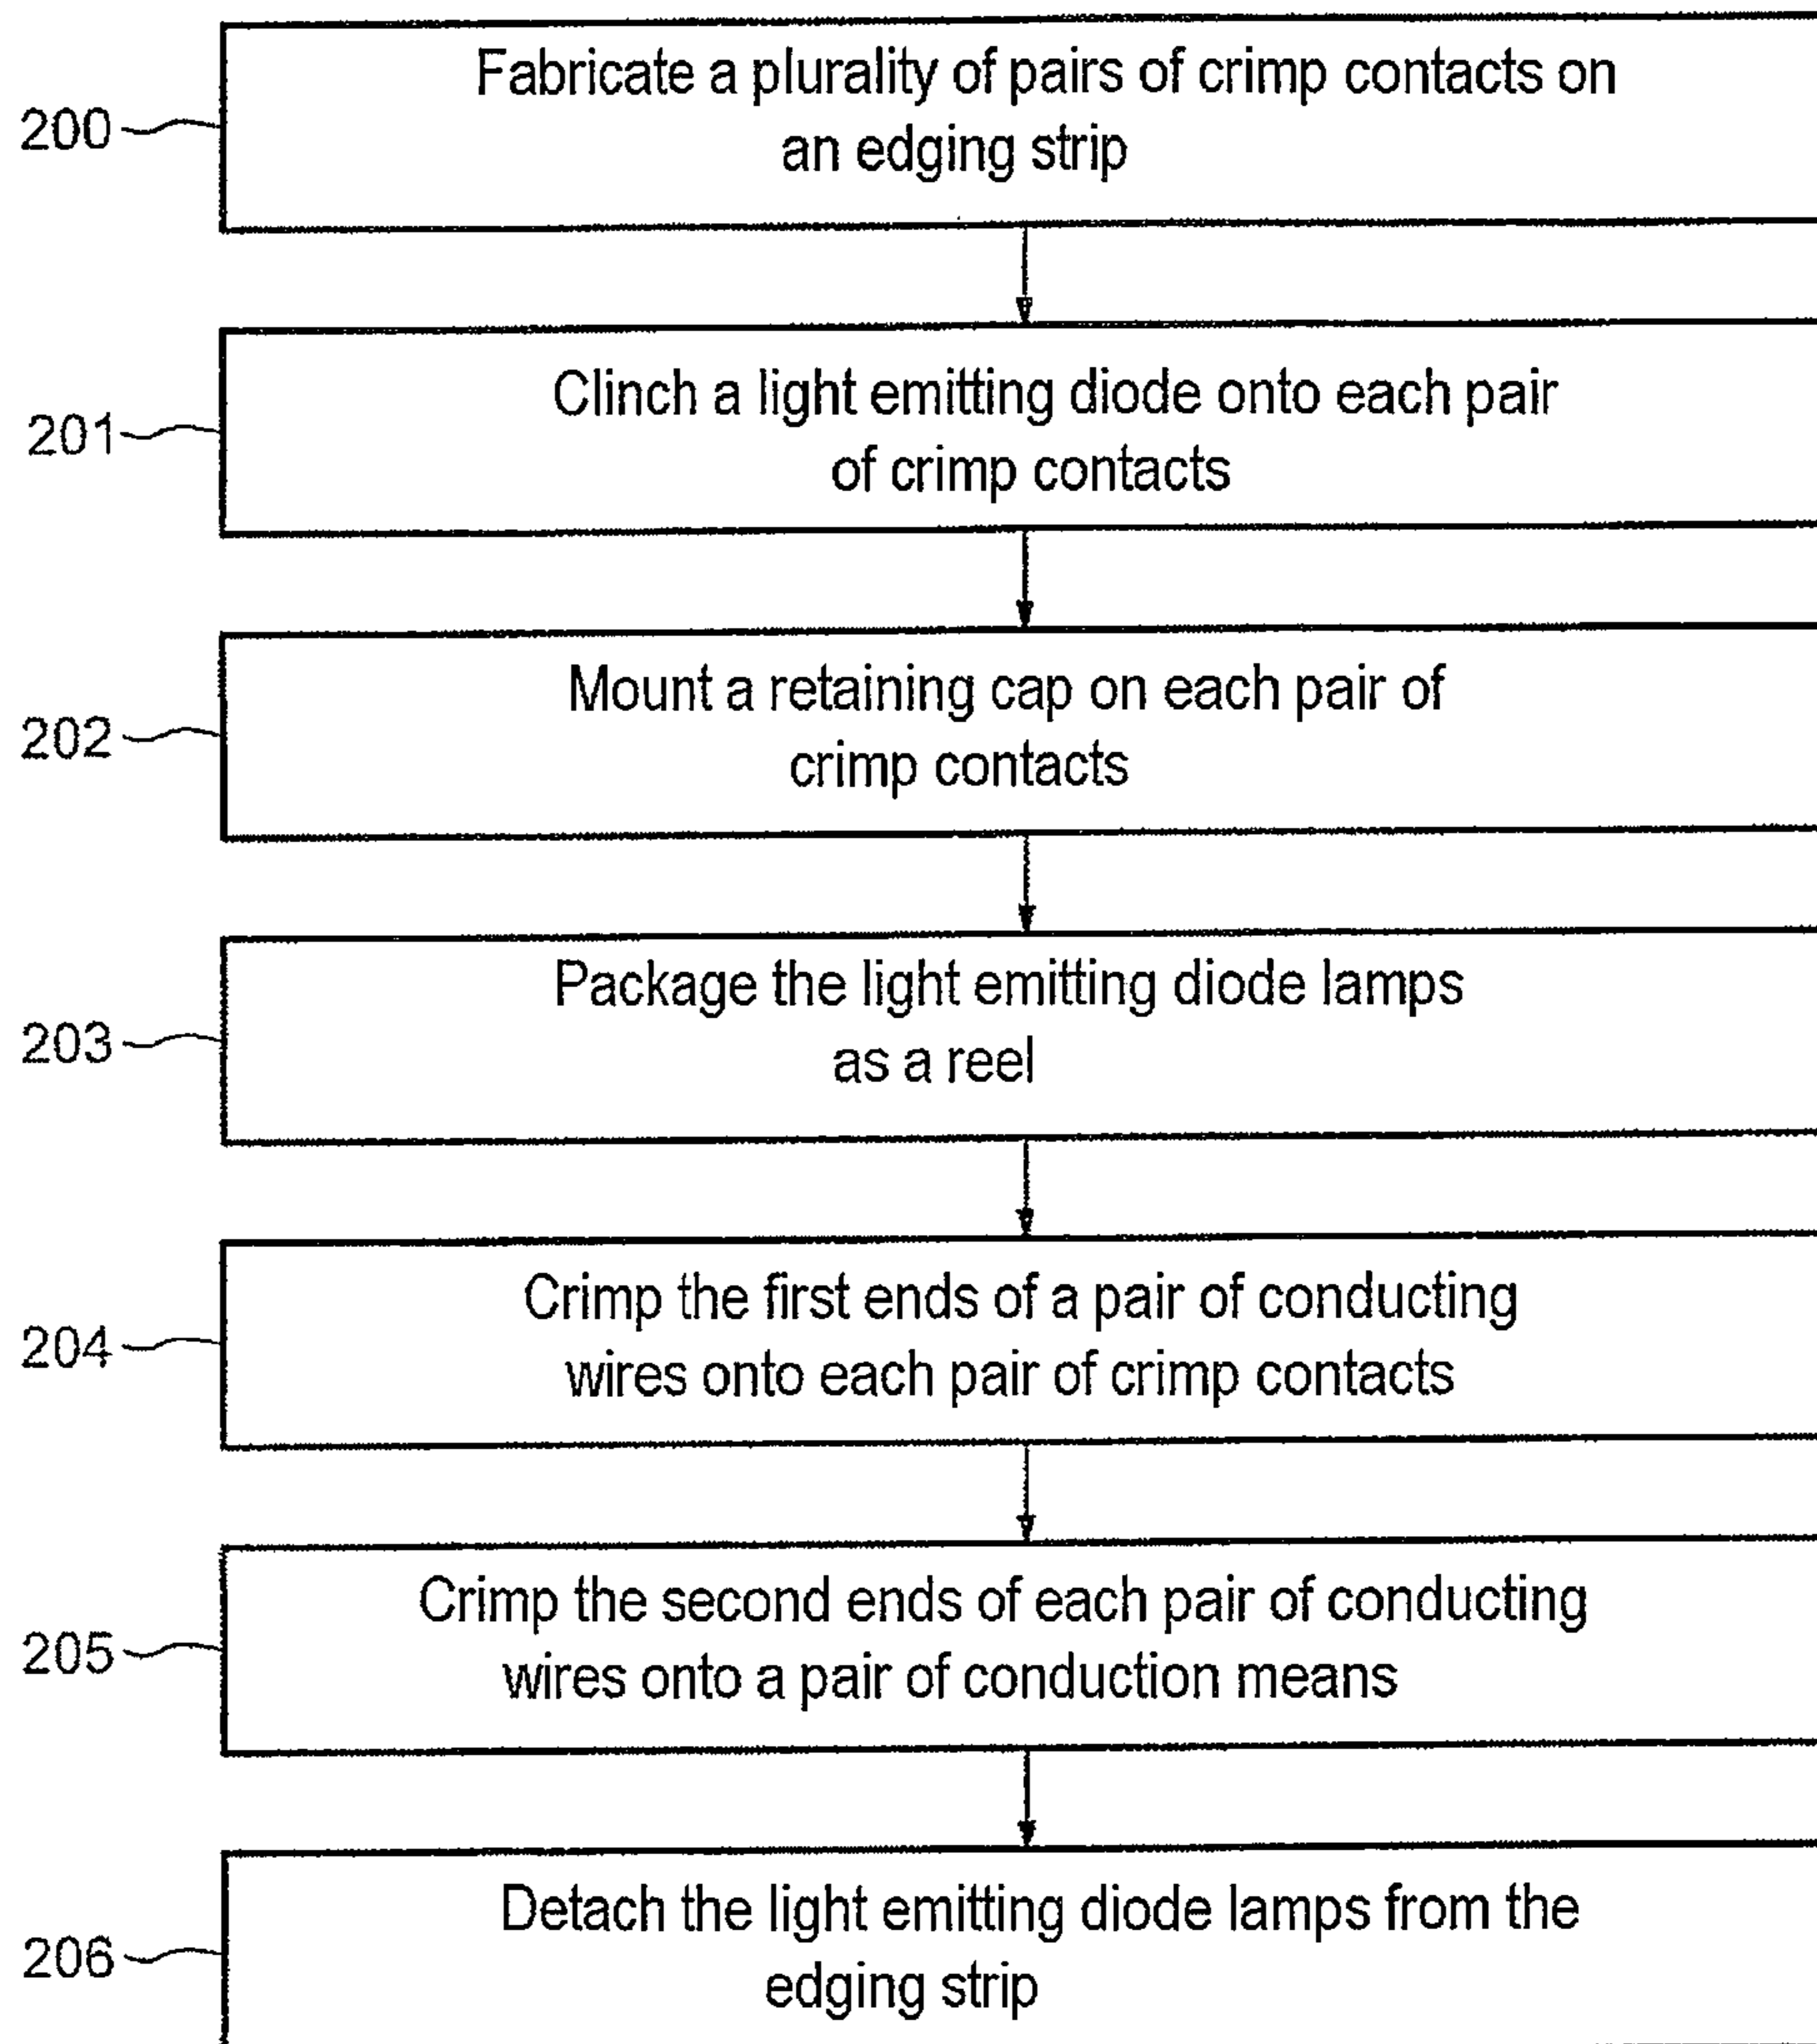 Fabricate a plurality of pairs of crimp contacts on
an edging strip
200
Clinch a light emitting diode onto each pair
of crimp contacts
201
Mount a retaining cap on each pair of
crimp contacts
202
Package the light emitting diode lamps
as a reel
203
Crimp the first ends of a pair of conducting
wires onto each pair of crimp contacts
204
Crimp the second ends of each pair of conducting
wires onto a pair of conduction means
205
Detach the light emitting diode lamps from the
edging strip
206